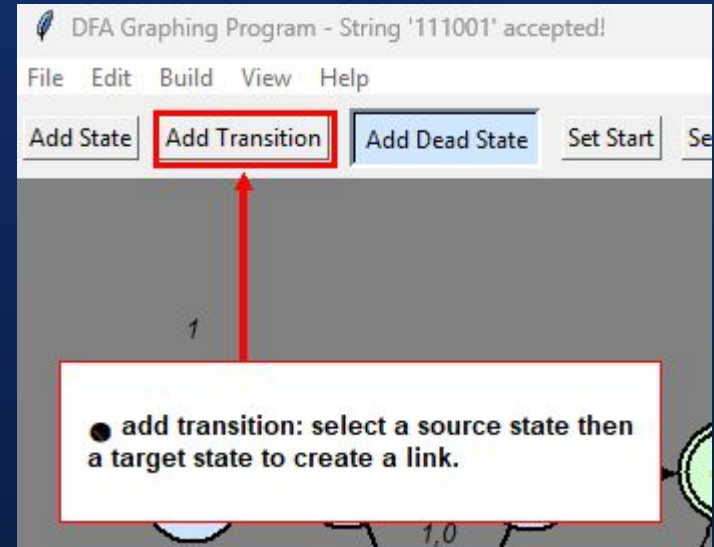 DFA Graphing Program - String '111001' accepted!
File Edit Build View Help
Add State Add Transition Add Dead State Set Start
1
add transition: select a source state then
a target state to create a link.
1,0